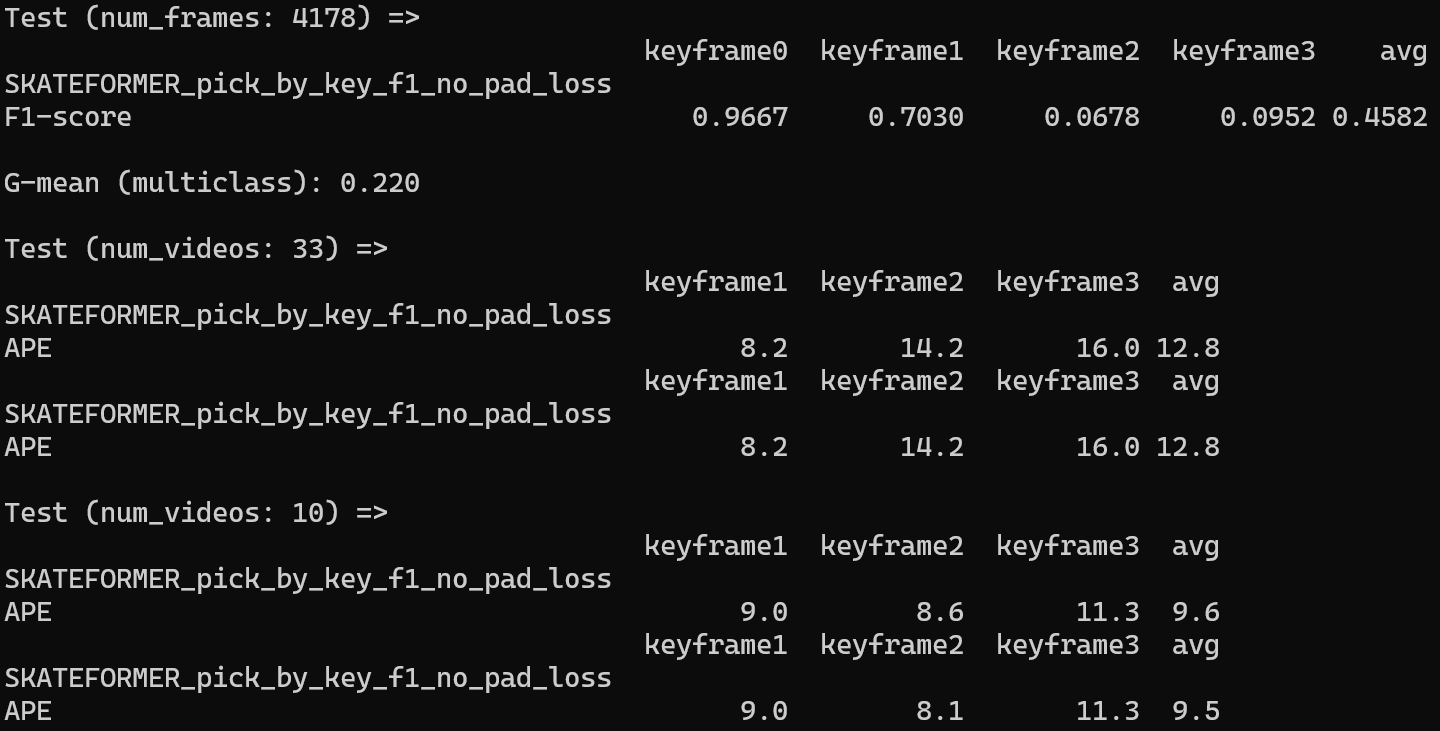 Test (num_frames: 4178) =>
keyframe0 keyframe1 keyframe2 keyframe3 avg
SKATEFORMER_pick_by_key_f1_no_pad_loss
F1-score 0.9667 0.7030 0.0678 0.0952 0.4582
G-mean (multiclass): 0.220
Test (num_videos: 33) =>
keyframe1 keyframe2 keyframe3 avg
SKATEFORMER_pick_by_key_f1_no_pad_loss
APE 8.2 14.2 16.0 12.8
keyframe1 keyframe2 keyframe3 avg
SKATEFORMER_pick_by_key_f1_no_pad_loss
APE 8.2 14.2 16.0 12.8
Test (num_videos: 10) =>
keyframe1 keyframe2 keyframe3 avg
SKATEFORMER_pick_by_key_f1_no_pad_loss
APE 9.0 8.6 11.3 9.6
keyframe1 keyframe2 keyframe3 avg
SKATEFORMER_pick_by_key_f1_no_pad_loss
APE 9.0 8.1 11.3 9.5